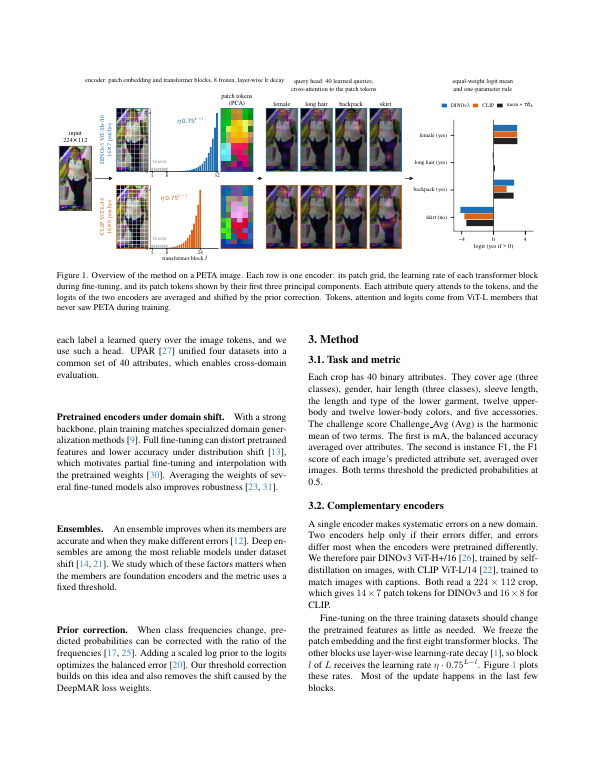 encoder: patch embedding and transformer blocks, 8 frozen, layer-wise lr decay
query head: 40 learned queries,
cross-attention to the patch tokens
equal-weight logit mean
and one-parameter rule
patch tokens
(PCA)
female
long hair
backpack
skirt
DINOv3
CLIP
mean + τδₐ
input
224×112
DINOv3 ViT-H+/16
14×7 patches
η 0.75^{L−l}
frozen
1
8
32
CLIP ViT-L/14
16×8 patches
η 0.75^{L−l}
frozen
1
8
24
transformer block l
female (yes)
long hair (yes)
backpack (yes)
skirt (no)
−4
0
4
logit (yes if > 0)
Figure 1. Overview of the method on a PETA image. Each row is one encoder: its patch grid, the learning rate of each transformer block
during fine-tuning, and its patch tokens shown by their first three principal components. Each attribute query attends to the tokens, and the
logits of the two encoders are averaged and shifted by the prior correction. Tokens, attention and logits come from ViT-L members that
never saw PETA during training.
each label a learned query over the image tokens, and we
use such a head. UPAR [27] unified four datasets into a
common set of 40 attributes, which enables cross-domain
evaluation.
Pretrained encoders under domain shift. With a strong
backbone, plain training matches specialized domain gener-
alization methods [9]. Full fine-tuning can distort pretrained
features and lower accuracy under distribution shift [13],
which motivates partial fine-tuning and interpolation with
the pretrained weights [30]. Averaging the weights of sev-
eral fine-tuned models also improves robustness [23, 31].
Ensembles. An ensemble improves when its members are
accurate and when they make different errors [12]. Deep en-
sembles are among the most reliable models under dataset
shift [14, 21]. We study which of these factors matters when
the members are foundation encoders and the metric uses a
fixed threshold.
Prior correction. When class frequencies change, pre-
dicted probabilities can be corrected with the ratio of the
frequencies [17, 25]. Adding a scaled log prior to the logits
optimizes the balanced error [20]. Our threshold correction
builds on this idea and also removes the shift caused by the
DeepMAR loss weights.
3. Method
3.1. Task and metric
Each crop has 40 binary attributes. They cover age (three
classes), gender, hair length (three classes), sleeve length,
the length and type of the lower garment, twelve upper-
body and twelve lower-body colors, and five accessories.
The challenge score Challenge_Avg (Avg) is the harmonic
mean of two terms. The first is mA, the balanced accuracy
averaged over attributes. The second is instance F1, the F1
score of each image's predicted attribute set, averaged over
images. Both terms threshold the predicted probabilities at
0.5.
3.2. Complementary encoders
A single encoder makes systematic errors on a new domain.
Two encoders help only if their errors differ, and errors
differ most when the encoders were pretrained differently.
We therefore pair DINOv3 ViT-H+/16 [26], trained by self-
distillation on images, with CLIP ViT-L/14 [22], trained to
match images with captions. Both read a 224 × 112 crop,
which gives 14 × 7 patch tokens for DINOv3 and 16 × 8 for
CLIP.
Fine-tuning on the three training datasets should change
the pretrained features as little as needed. We freeze the
patch embedding and the first eight transformer blocks. The
other blocks use layer-wise learning-rate decay [1], so block
l of L receives the learning rate η · 0.75^{L−l}. Figure 1 plots
these rates. Most of the update happens in the last few
blocks.